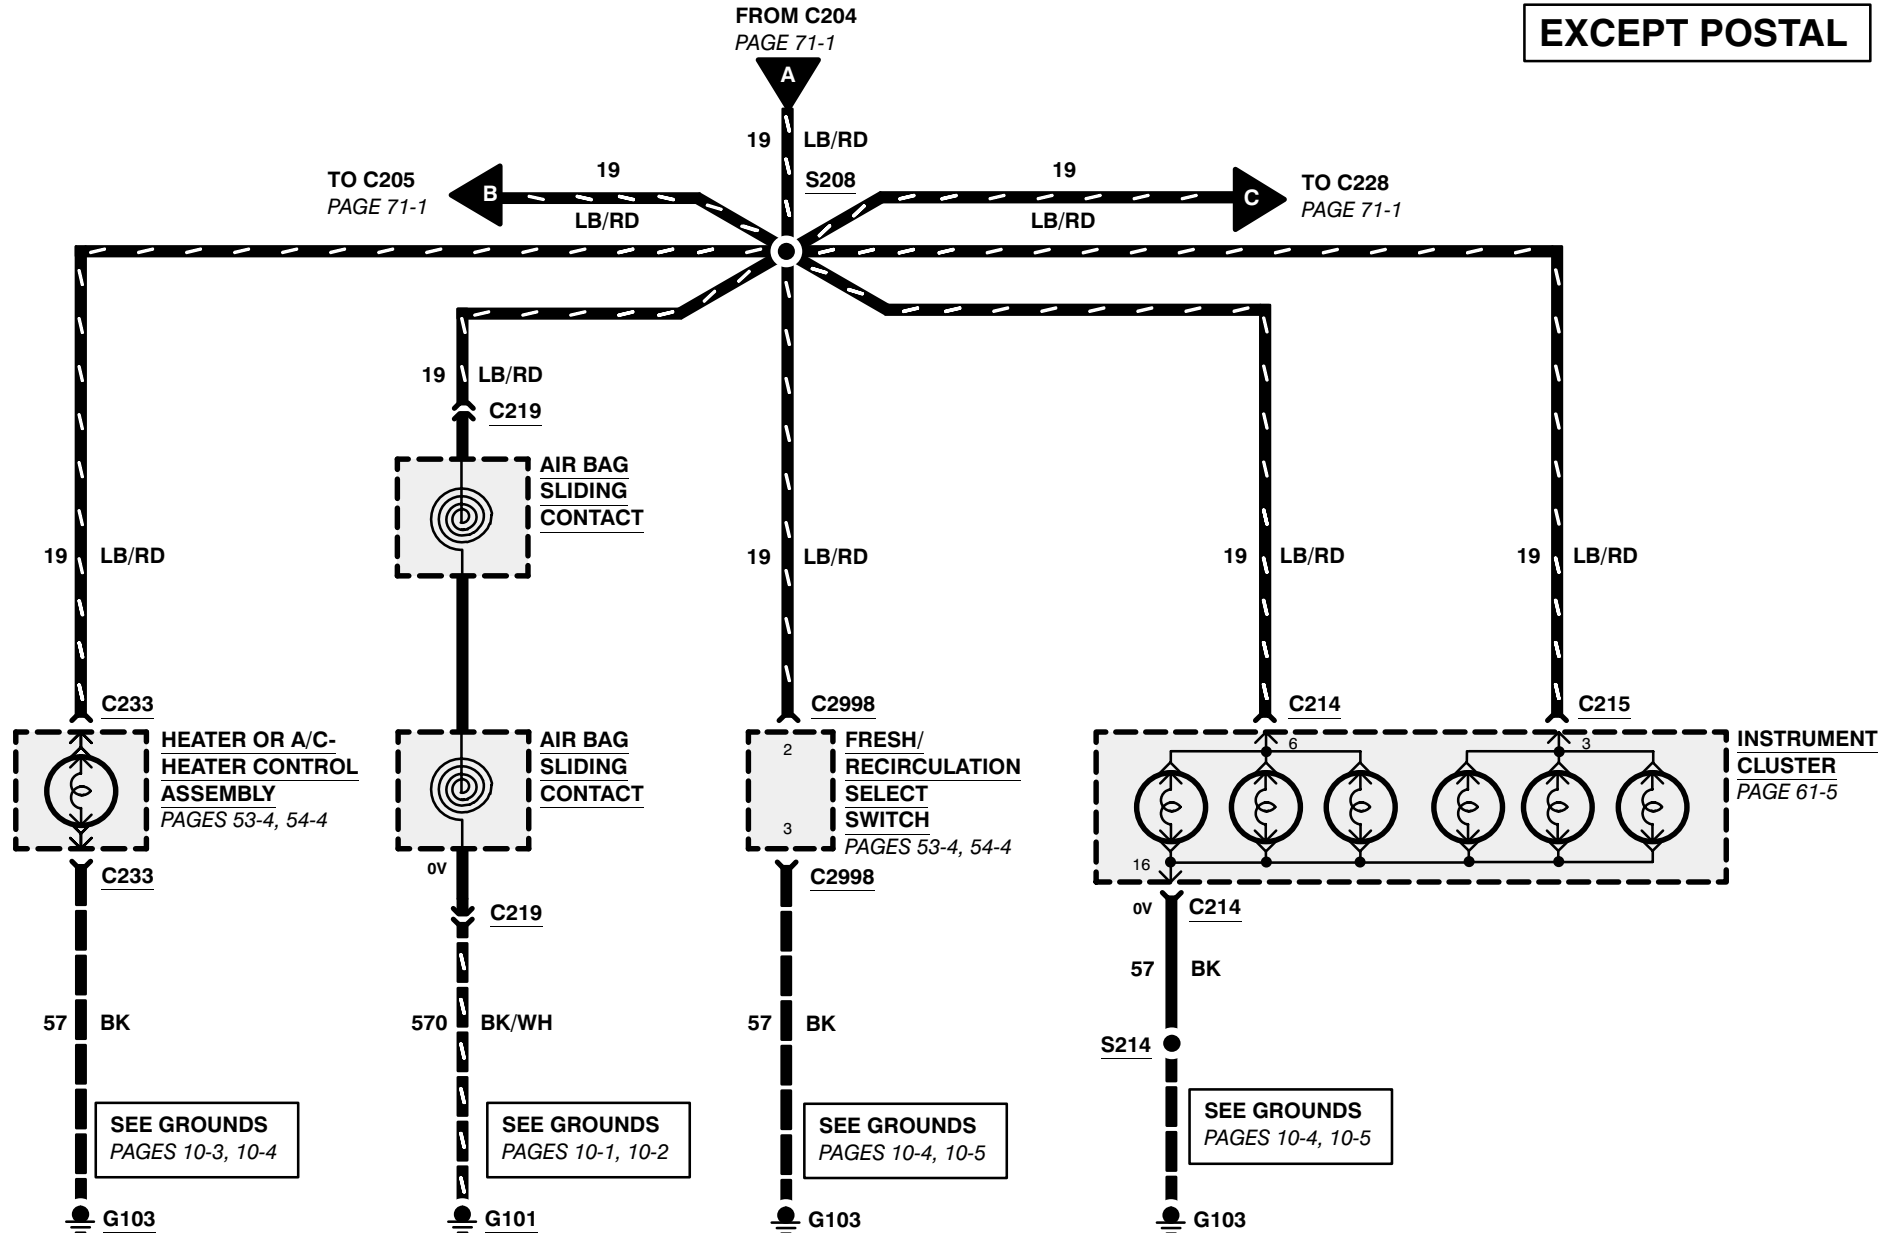 FROM C204
PAGE 71-1
EXCEPT POSTAL
A
19 LB/RD
S208
TO C205
PAGE 71-1
B
19
LB/RD
19
LB/RD
C
TO C228
PAGE 71-1
19 LB/RD
C219
AIR BAG
SLIDING
CONTACT
19 LB/RD
19 LB/RD
19 LB/RD
19 LB/RD
C233
HEATER OR A/C-
HEATER CONTROL
ASSEMBLY
PAGES 53-4, 54-4
C233
AIR BAG
SLIDING
CONTACT
0V
C219
C2998
2
3
FRESH/
RECIRCULATION
SELECT
SWITCH
PAGES 53-4, 54-4
C2998
C214
6
C215
3
INSTRUMENT
CLUSTER
PAGE 61-5
16
0V
C214
57 BK
57 BK
570 BK/WH
57 BK
S214
SEE GROUNDS
PAGES 10-3, 10-4
SEE GROUNDS
PAGES 10-1, 10-2
SEE GROUNDS
PAGES 10-4, 10-5
SEE GROUNDS
PAGES 10-4, 10-5
G103
G101
G103
G103